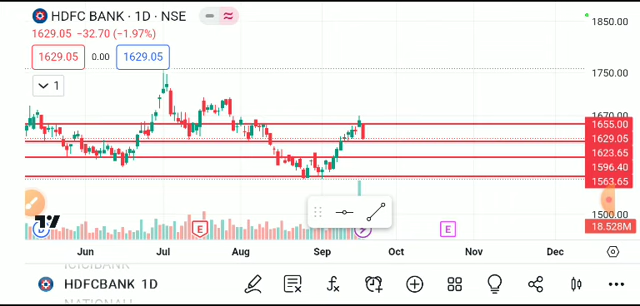 HDFC BANK · 1D · NSE
1629.05 −32.70 (−1.97%)
1629.05 0.00 1629.05
1
1850.00
1750.00
1670.00
1655.00
1629.05
1623.65
1596.40
1563.65
1500.00
18.528M
D E E
Jun Jul Aug Sep Oct Nov Dec
ICICIBANK
HDFCBANK 1D